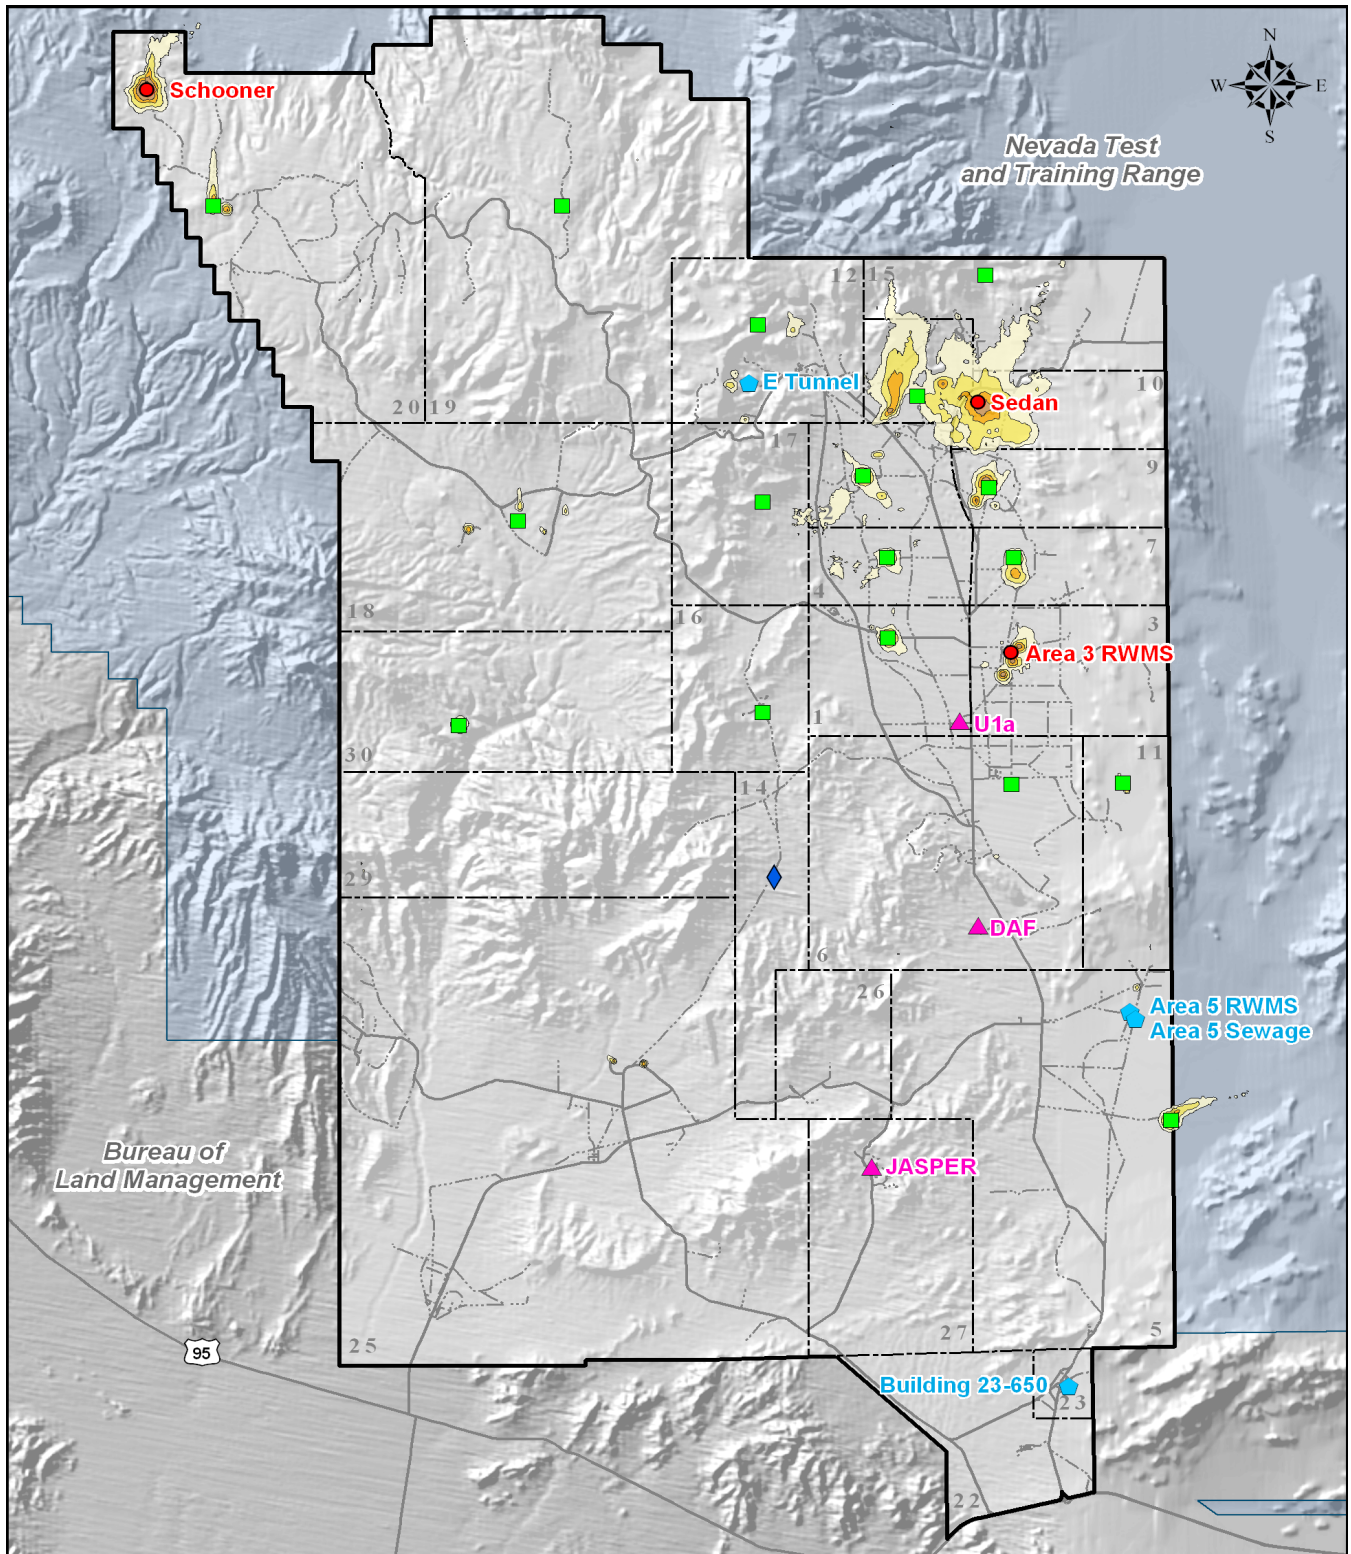 N
W E
S
Schooner
Nevada Test
and Training Range
12 15
8
E Tunnel
10
Sedan
20 19
17
9
2
7
18
16
4
3
Area 3 RWMS
1
U1a
30
11
14
29
DAF
6
26
Area 5 RWMS
Area 5 Sewage
Bureau of
Land Management
JASPER
95
25
27
5
Building 23-650
23
22